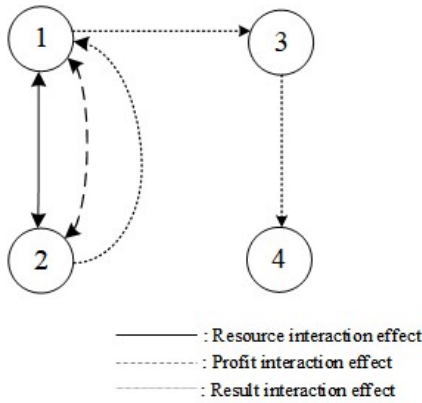 1
3
2
4
: Resource interaction effect
: Profit interaction effect
: Result interaction effect